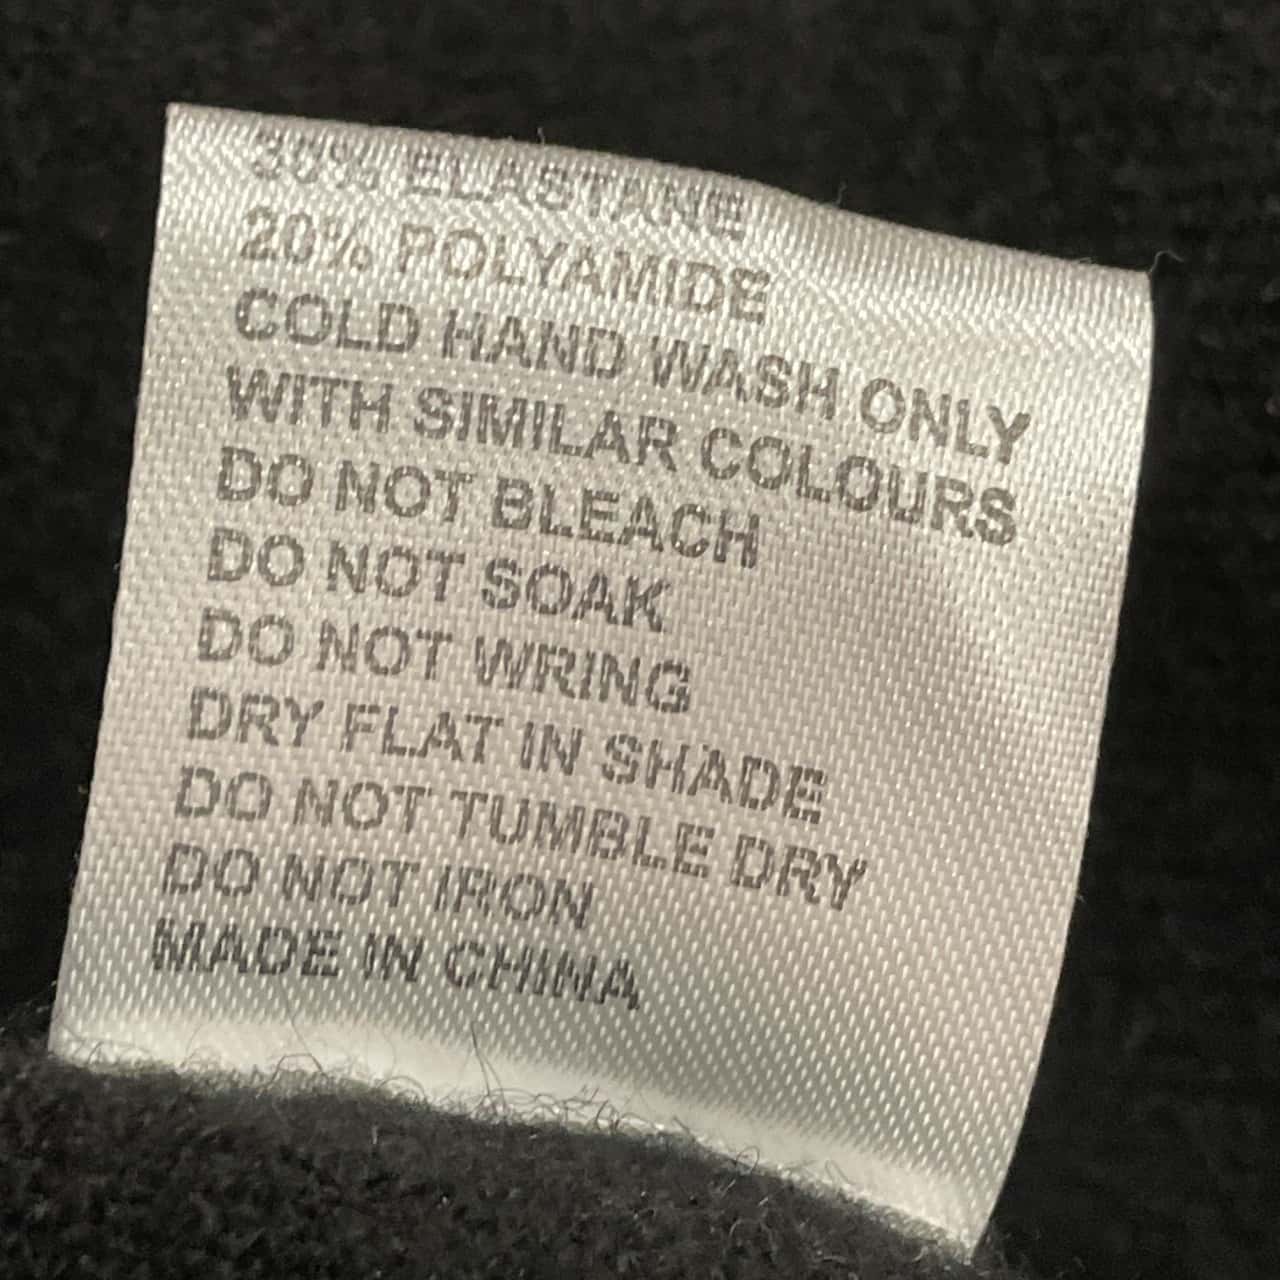 30% ELASTANE
20% POLYAMIDE
COLD HAND WASH ONLY
WITH SIMILAR COLOURS
DO NOT BLEACH
DO NOT SOAK
DO NOT WRING
DRY FLAT IN SHADE
DO NOT TUMBLE DRY
DO NOT IRON
MADE IN CHINA